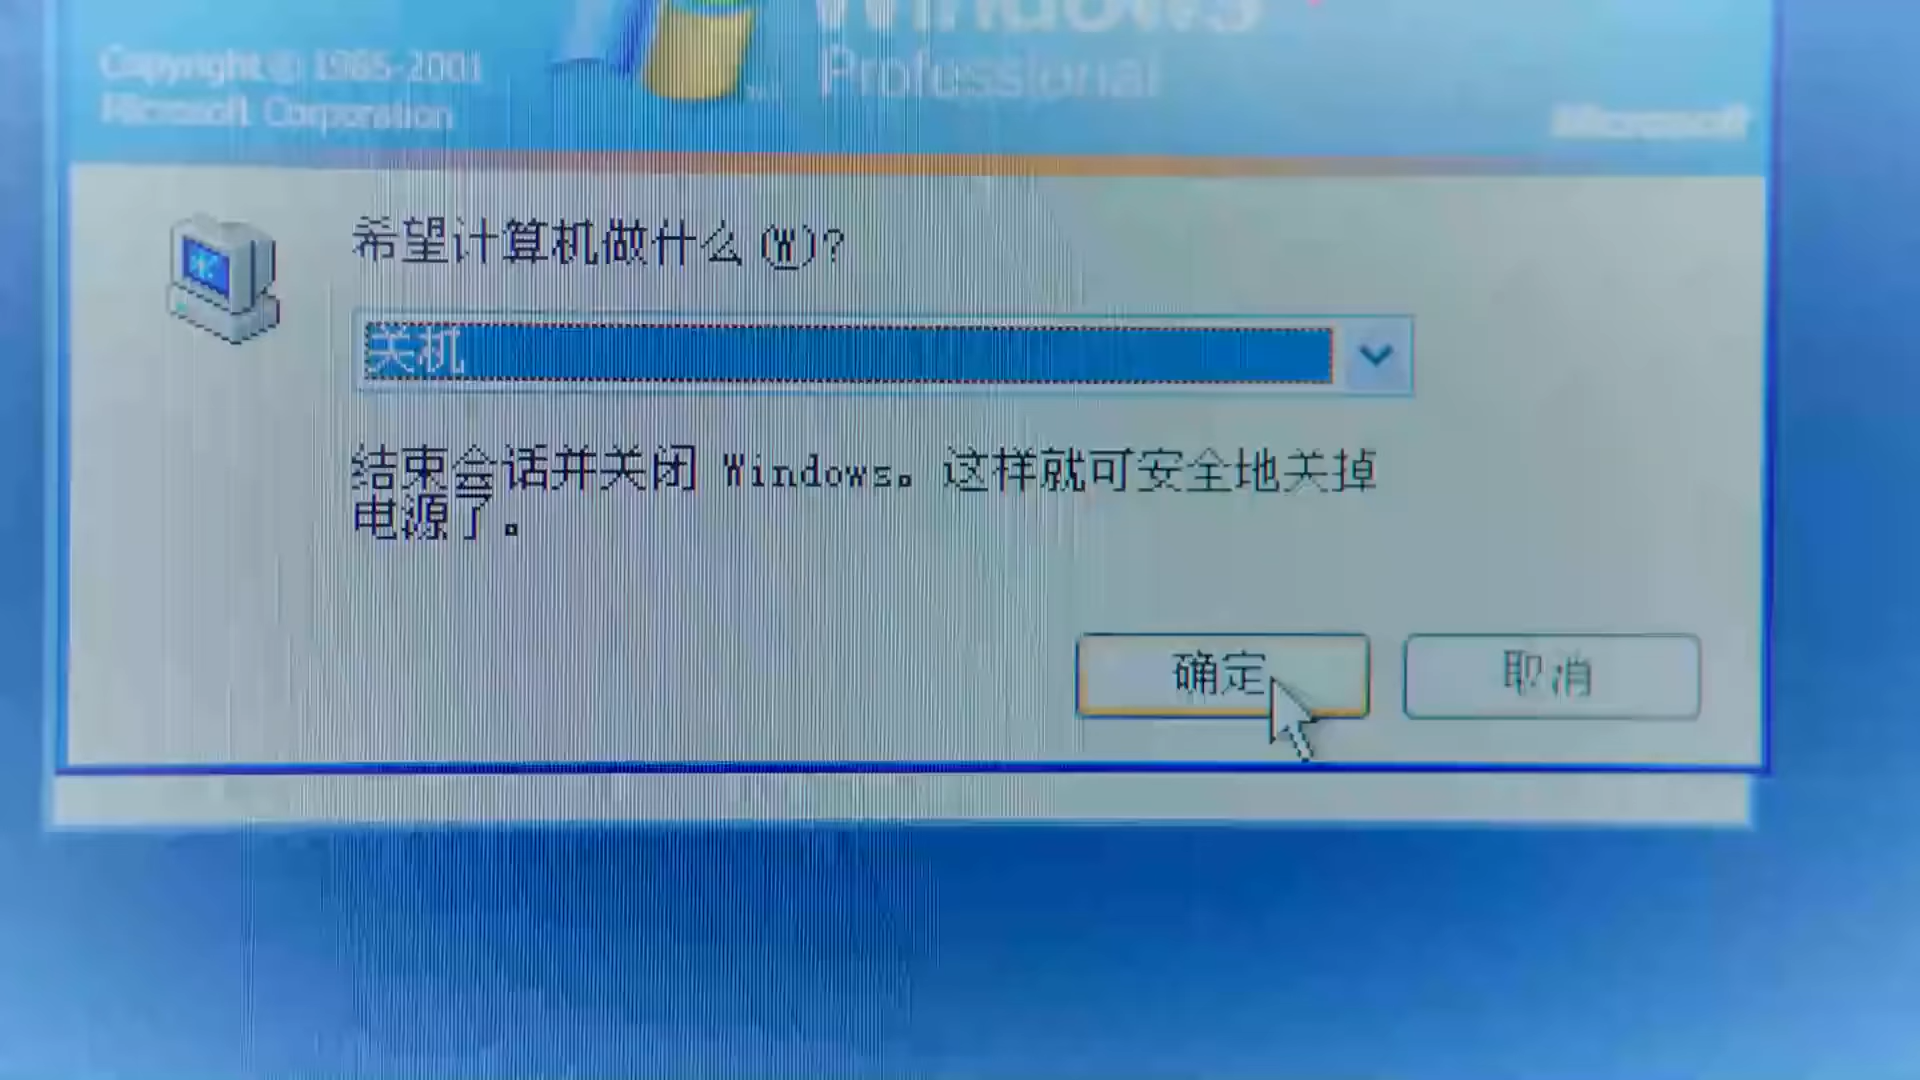 Windows
Copyright © 1985-2001
Professional
Microsoft Corporation
Microsoft
希望计算机做什么(W)?
关机
结束会话并关闭 Windows。这样就可安全地关掉
电源了。
确定
取消